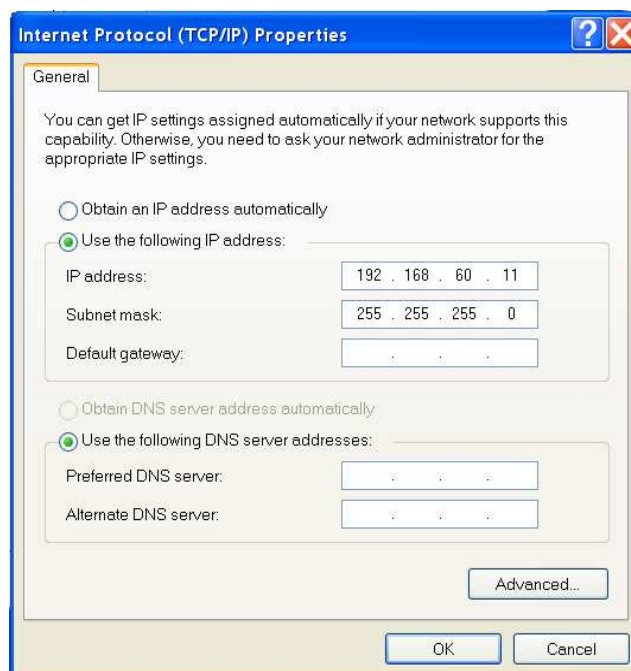 Internet Protocol (TCP/IP) Properties
?
General
You can get IP settings assigned automatically if your network supports this
capability. Otherwise, you need to ask your network administrator for the
appropriate IP settings.
Obtain an IP address automatically
Use the following IP address:
IP address: 192 . 168 . 60 . 11
Subnet mask: 255 . 255 . 255 . 0
Default gateway: . . .
Obtain DNS server address automatically
Use the following DNS server addresses:
Preferred DNS server: . . .
Alternate DNS server: . . .
Advanced...
OK Cancel